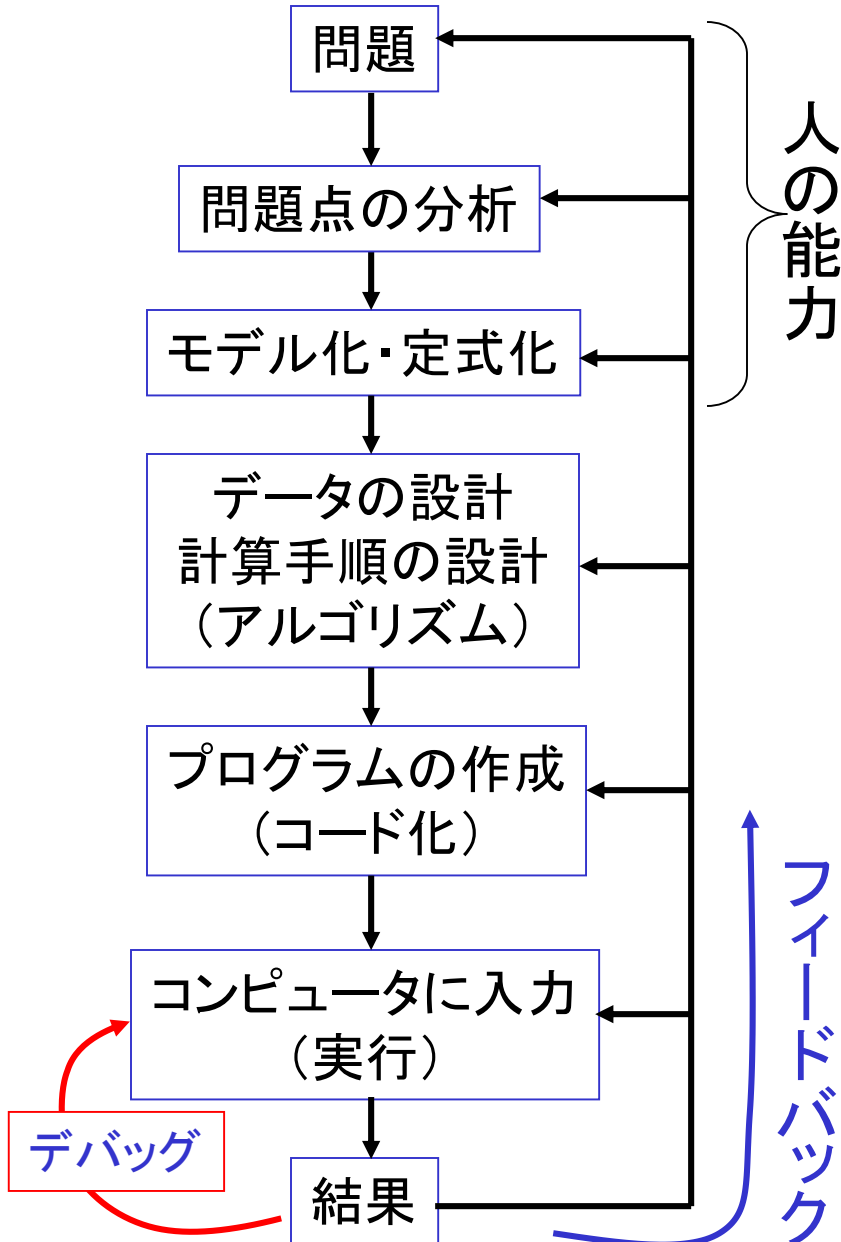 問題
人の能力
問題点の分析
モデル化・定式化
データの設計
計算手順の設計
（アルゴリズム）
プログラムの作成
（コード化）
フィードバック
コンピュータに入力
（実行）
デバッグ
結果